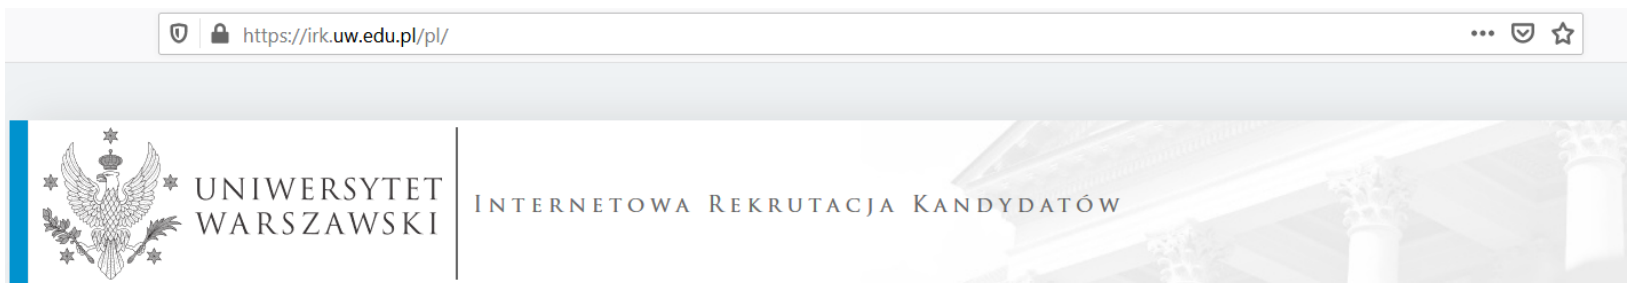 https://irk.uw.edu.pl/pl/
UNIWERSYTET
WARSZAWSKI
INTERNETOWA REKRUTACJA KANDYDATÓW